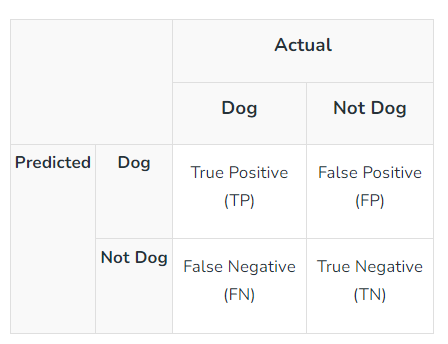 Actual
Dog Not Dog
Predicted Dog True Positive False Positive
(TP) (FP)
Not Dog False Negative True Negative
(FN) (TN)